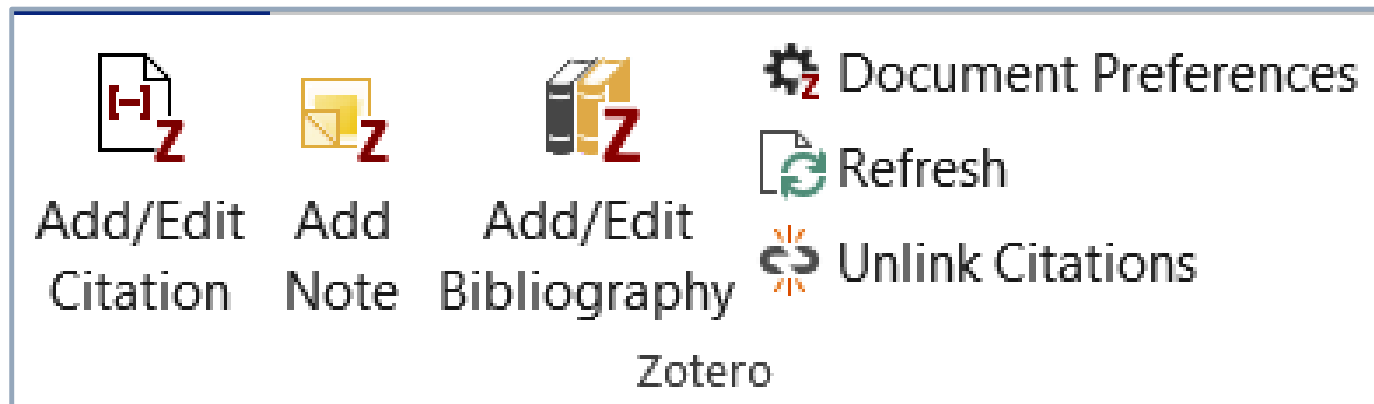 Add/Edit
Citation
Add
Note
Add/Edit
Bibliography
Document Preferences
Refresh
Unlink Citations
Zotero